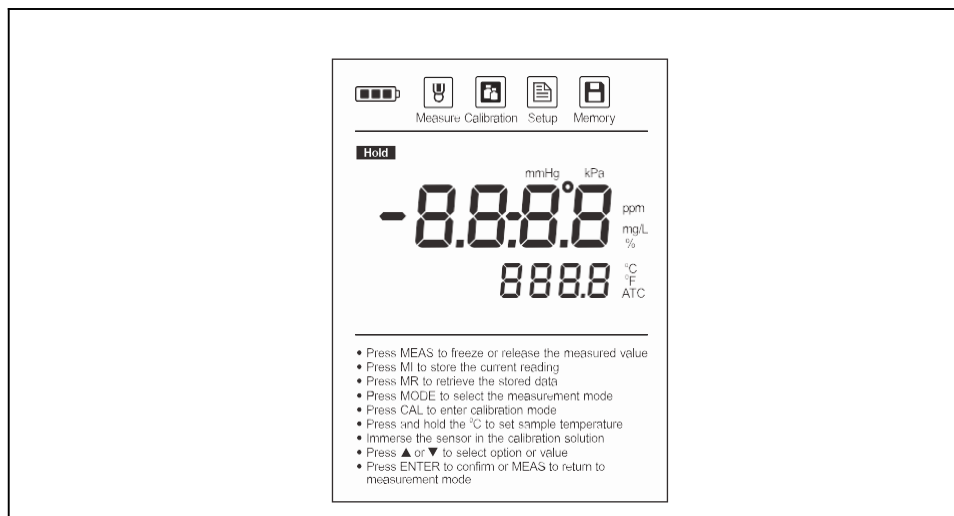 Measure Calibration Setup Memory
Hold
mmHg kPa
-8.8:8.°8
ppm
mg/L
%
888.8
°C
°F
ATC
• Press MEAS to freeze or release the measured value
• Press MI to store the current reading
• Press MR to retrieve the stored data
• Press MODE to select the measurement mode
• Press CAL to enter calibration mode
• Press and hold the °C to set sample temperature
• Immerse the sensor in the calibration solution
• Press ▲ or ▼ to select option or value
• Press ENTER to confirm or MEAS to return to
measurement mode